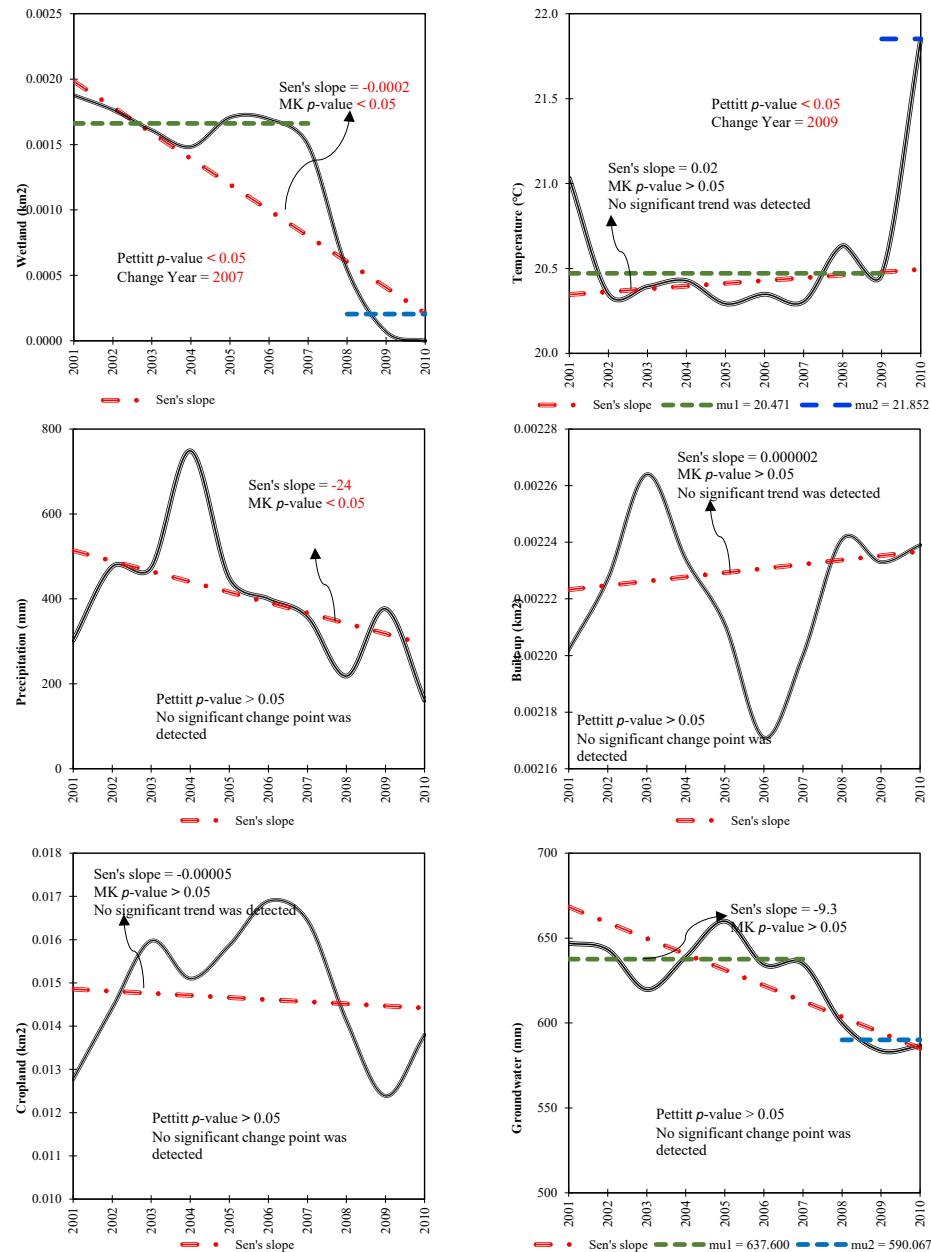 0.0025
0.0020
0.0015
0.0010
0.0005
0.0000
Wetland (km2)
Sen's slope = -0.0002
MK p-value < 0.05
Pettitt p-value < 0.05
Change Year = 2007
2001 2002 2003 2004 2005 2006 2007 2008 2009 2010
Sen's slope
22.0
21.5
21.0
20.5
20.0
Temperature (°C)
Pettitt p-value < 0.05
Change Year = 2009
Sen's slope = 0.02
MK p-value > 0.05
No significant trend was detected
2001 2002 2003 2004 2005 2006 2007 2008 2009 2010
Sen's slope mu1 = 20.471 mu2 = 21.852
800
600
400
200
0
Precipitation (mm)
Sen's slope = -24
MK p-value < 0.05
Pettitt p-value > 0.05
No significant change point was
detected
2001 2002 2003 2004 2005 2006 2007 2008 2009 2010
Sen's slope
0.00228
0.00226
0.00224
0.00222
0.00220
0.00218
0.00216
Built-up (km2)
Sen's slope = 0.000002
MK p-value > 0.05
No significant trend was detected
Pettitt p-value > 0.05
No significant change point was
detected
2001 2002 2003 2004 2005 2006 2007 2008 2009 2010
Sen's slope
0.018
0.017
0.016
0.015
0.014
0.013
0.012
0.011
0.010
Cropland (km2)
Sen's slope = -0.00005
MK p-value > 0.05
No significant trend was detected
Pettitt p-value > 0.05
No significant change point was
detected
2001 2002 2003 2004 2005 2006 2007 2008 2009 2010
Sen's slope
700
650
600
550
500
Groundwater (mm)
Sen's slope = -9.3
MK p-value > 0.05
Pettitt p-value > 0.05
No significant change point was
detected
2001 2002 2003 2004 2005 2006 2007 2008 2009 2010
Sen's slope mu1 = 637.600 mu2 = 590.067